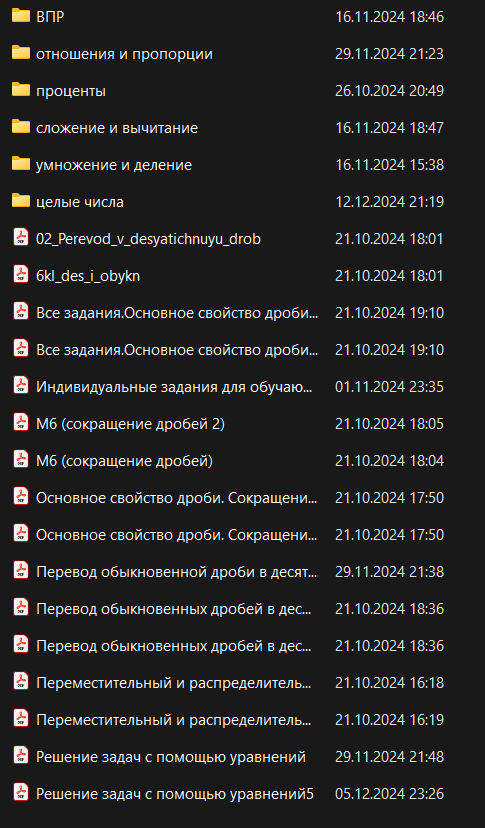 ВПР 16.11.2024 18:46
отношения и пропорции 29.11.2024 21:23
проценты 26.10.2024 20:49
сложение и вычитание 16.11.2024 18:47
умножение и деление 16.11.2024 15:38
целые числа 12.12.2024 21:19
02_Perevod_v_desyatichnuyu_drob 21.10.2024 18:01
6kl_des_i_obykn 21.10.2024 18:01
Все задания.Основное свойство дроби... 21.10.2024 19:10
Все задания.Основное свойство дроби... 21.10.2024 19:10
Индивидуальные задания для обучаю... 01.11.2024 23:35
М6 (сокращение дробей 2) 21.10.2024 18:05
М6 (сокращение дробей) 21.10.2024 18:04
Основное свойство дроби. Сокращени... 21.10.2024 17:50
Основное свойство дроби. Сокращени... 21.10.2024 17:50
Перевод обыкновенной дроби в десят... 29.11.2024 21:38
Перевод обыкновенных дробей в дес... 21.10.2024 18:36
Перевод обыкновенных дробей в дес... 21.10.2024 18:36
Переместительный и распределитель... 21.10.2024 16:18
Переместительный и распределитель... 21.10.2024 16:19
Решение задач с помощью уравнений 29.11.2024 21:48
Решение задач с помощью уравнений5 05.12.2024 23:26